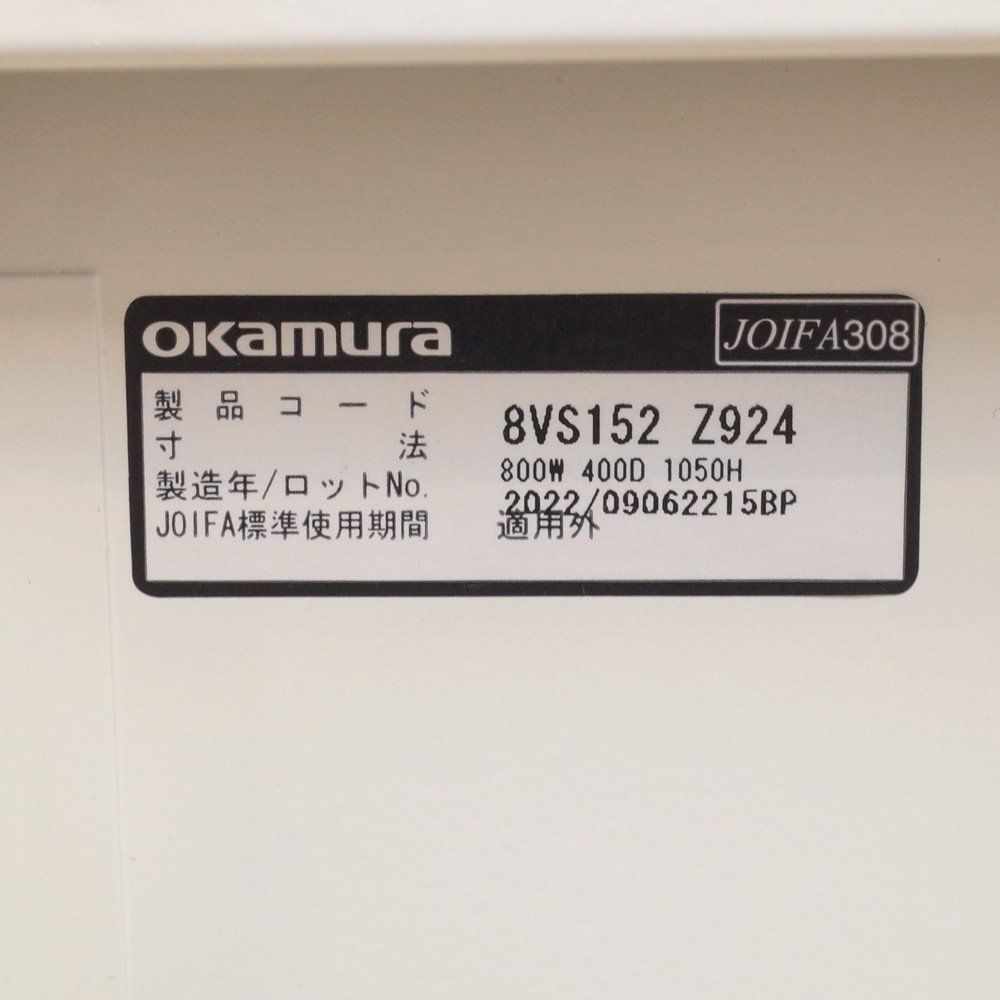 okamura JOIFA308
製品コード 8VS152 Z924
寸法 800W 400D 1050H
製造年/ロットNo. 2022/09062215BP
JOIFA標準使用期間 適用外